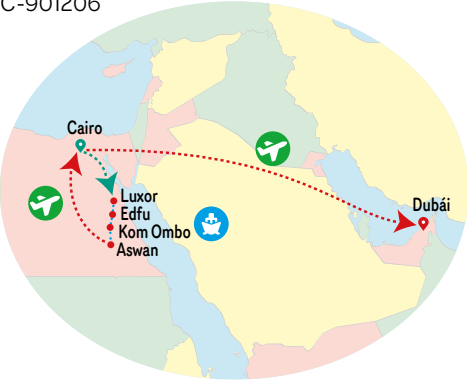 C-901206
Cairo
Luxor
Edfu
Kom Ombo
Aswan
Dubái